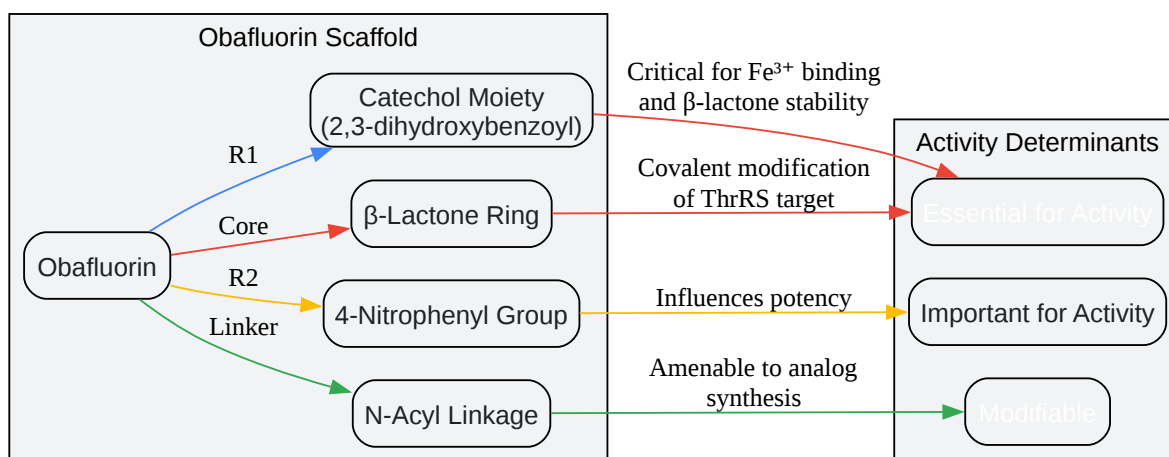 Obafluorin Scaffold
Catechol Moiety
(2,3-dihydroxybenzoyl)
Critical for Fe³⁺ binding
and β-lactone stability
Activity Determinants
R1
Covalent modification
of ThrRS target
β-Lactone Ring
Essential for Activity
Core
Obafluorin
R2
4-Nitrophenyl Group
Influences potency
Important for Activity
Linker
N-Acyl Linkage
Amenable to analog
synthesis
Modifiable